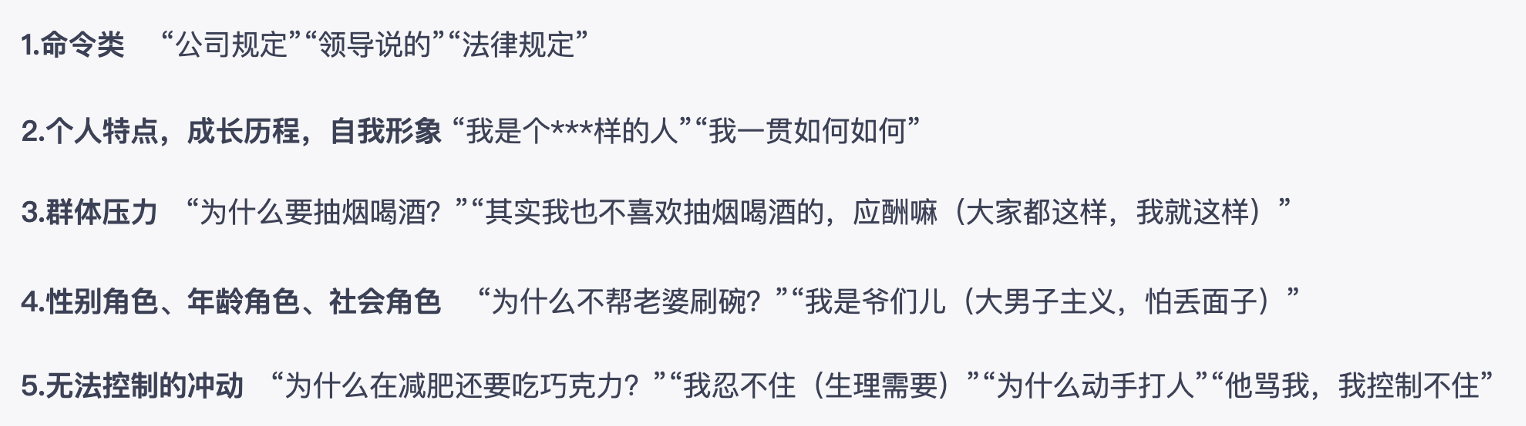 1.命令类 “公司规定”“领导说的”“法律规定”
2.个人特点，成长历程，自我形象 “我是个***样的人”“我一贯如何如何”
3.群体压力 “为什么要抽烟喝酒？”“其实我也不喜欢抽烟喝酒的，应酬嘛（大家都这样，我就这样）”
4.性别角色、年龄角色、社会角色 “为什么不帮老婆刷碗？”“我是爷们儿（大男子主义，怕丢面子）”
5.无法控制的冲动 “为什么在减肥还要吃巧克力？”“我忍不住（生理需要）”“为什么动手打人”“他骂我，我控制不住”